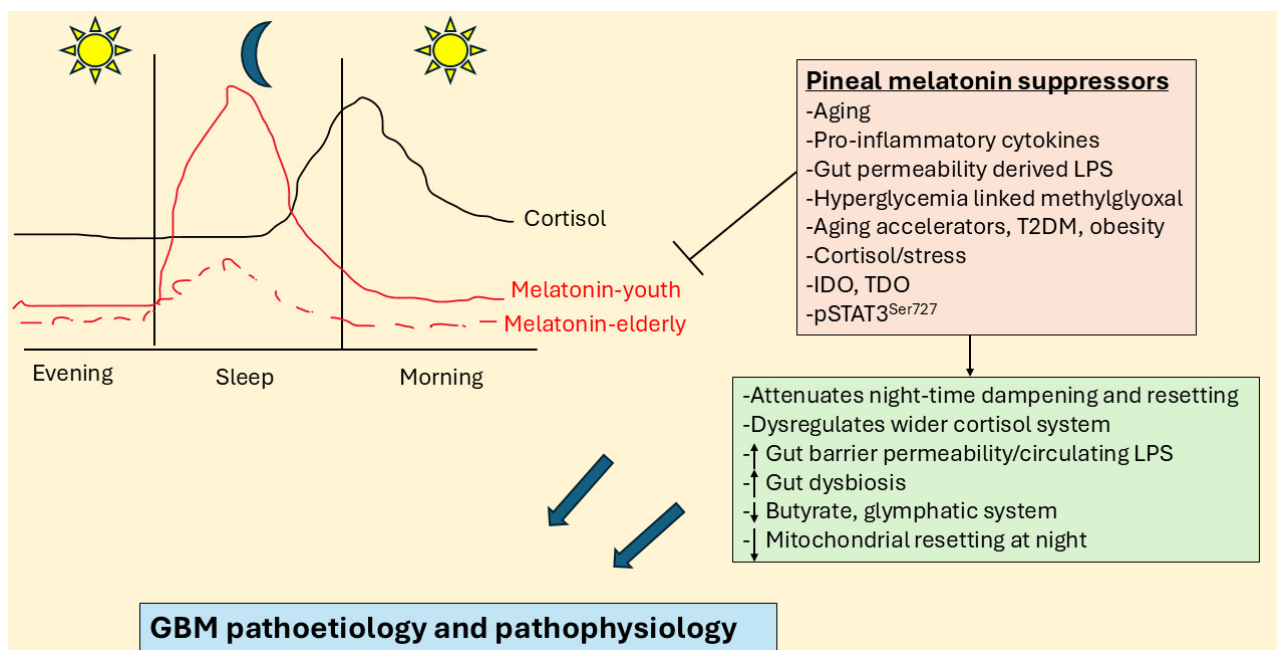 Pineal melatonin suppressors
-Aging
-Pro-inflammatory cytokines
-Gut permeability derived LPS
-Hyperglycemia linked methylglyoxal
-Aging accelerators, T2DM, obesity
-Cortisol/stress
-IDO, TDO
-pSTAT3Ser727
Cortisol
Melatonin-youth
Melatonin-elderly
Evening
Sleep
Morning
-Attenuates night-time dampening and resetting
-Dysregulates wider cortisol system
-↑ Gut barrier permeability/circulating LPS
-↑ Gut dysbiosis
-↓ Butyrate, glymphatic system
-↓ Mitochondrial resetting at night
GBM pathoetiology and pathophysiology